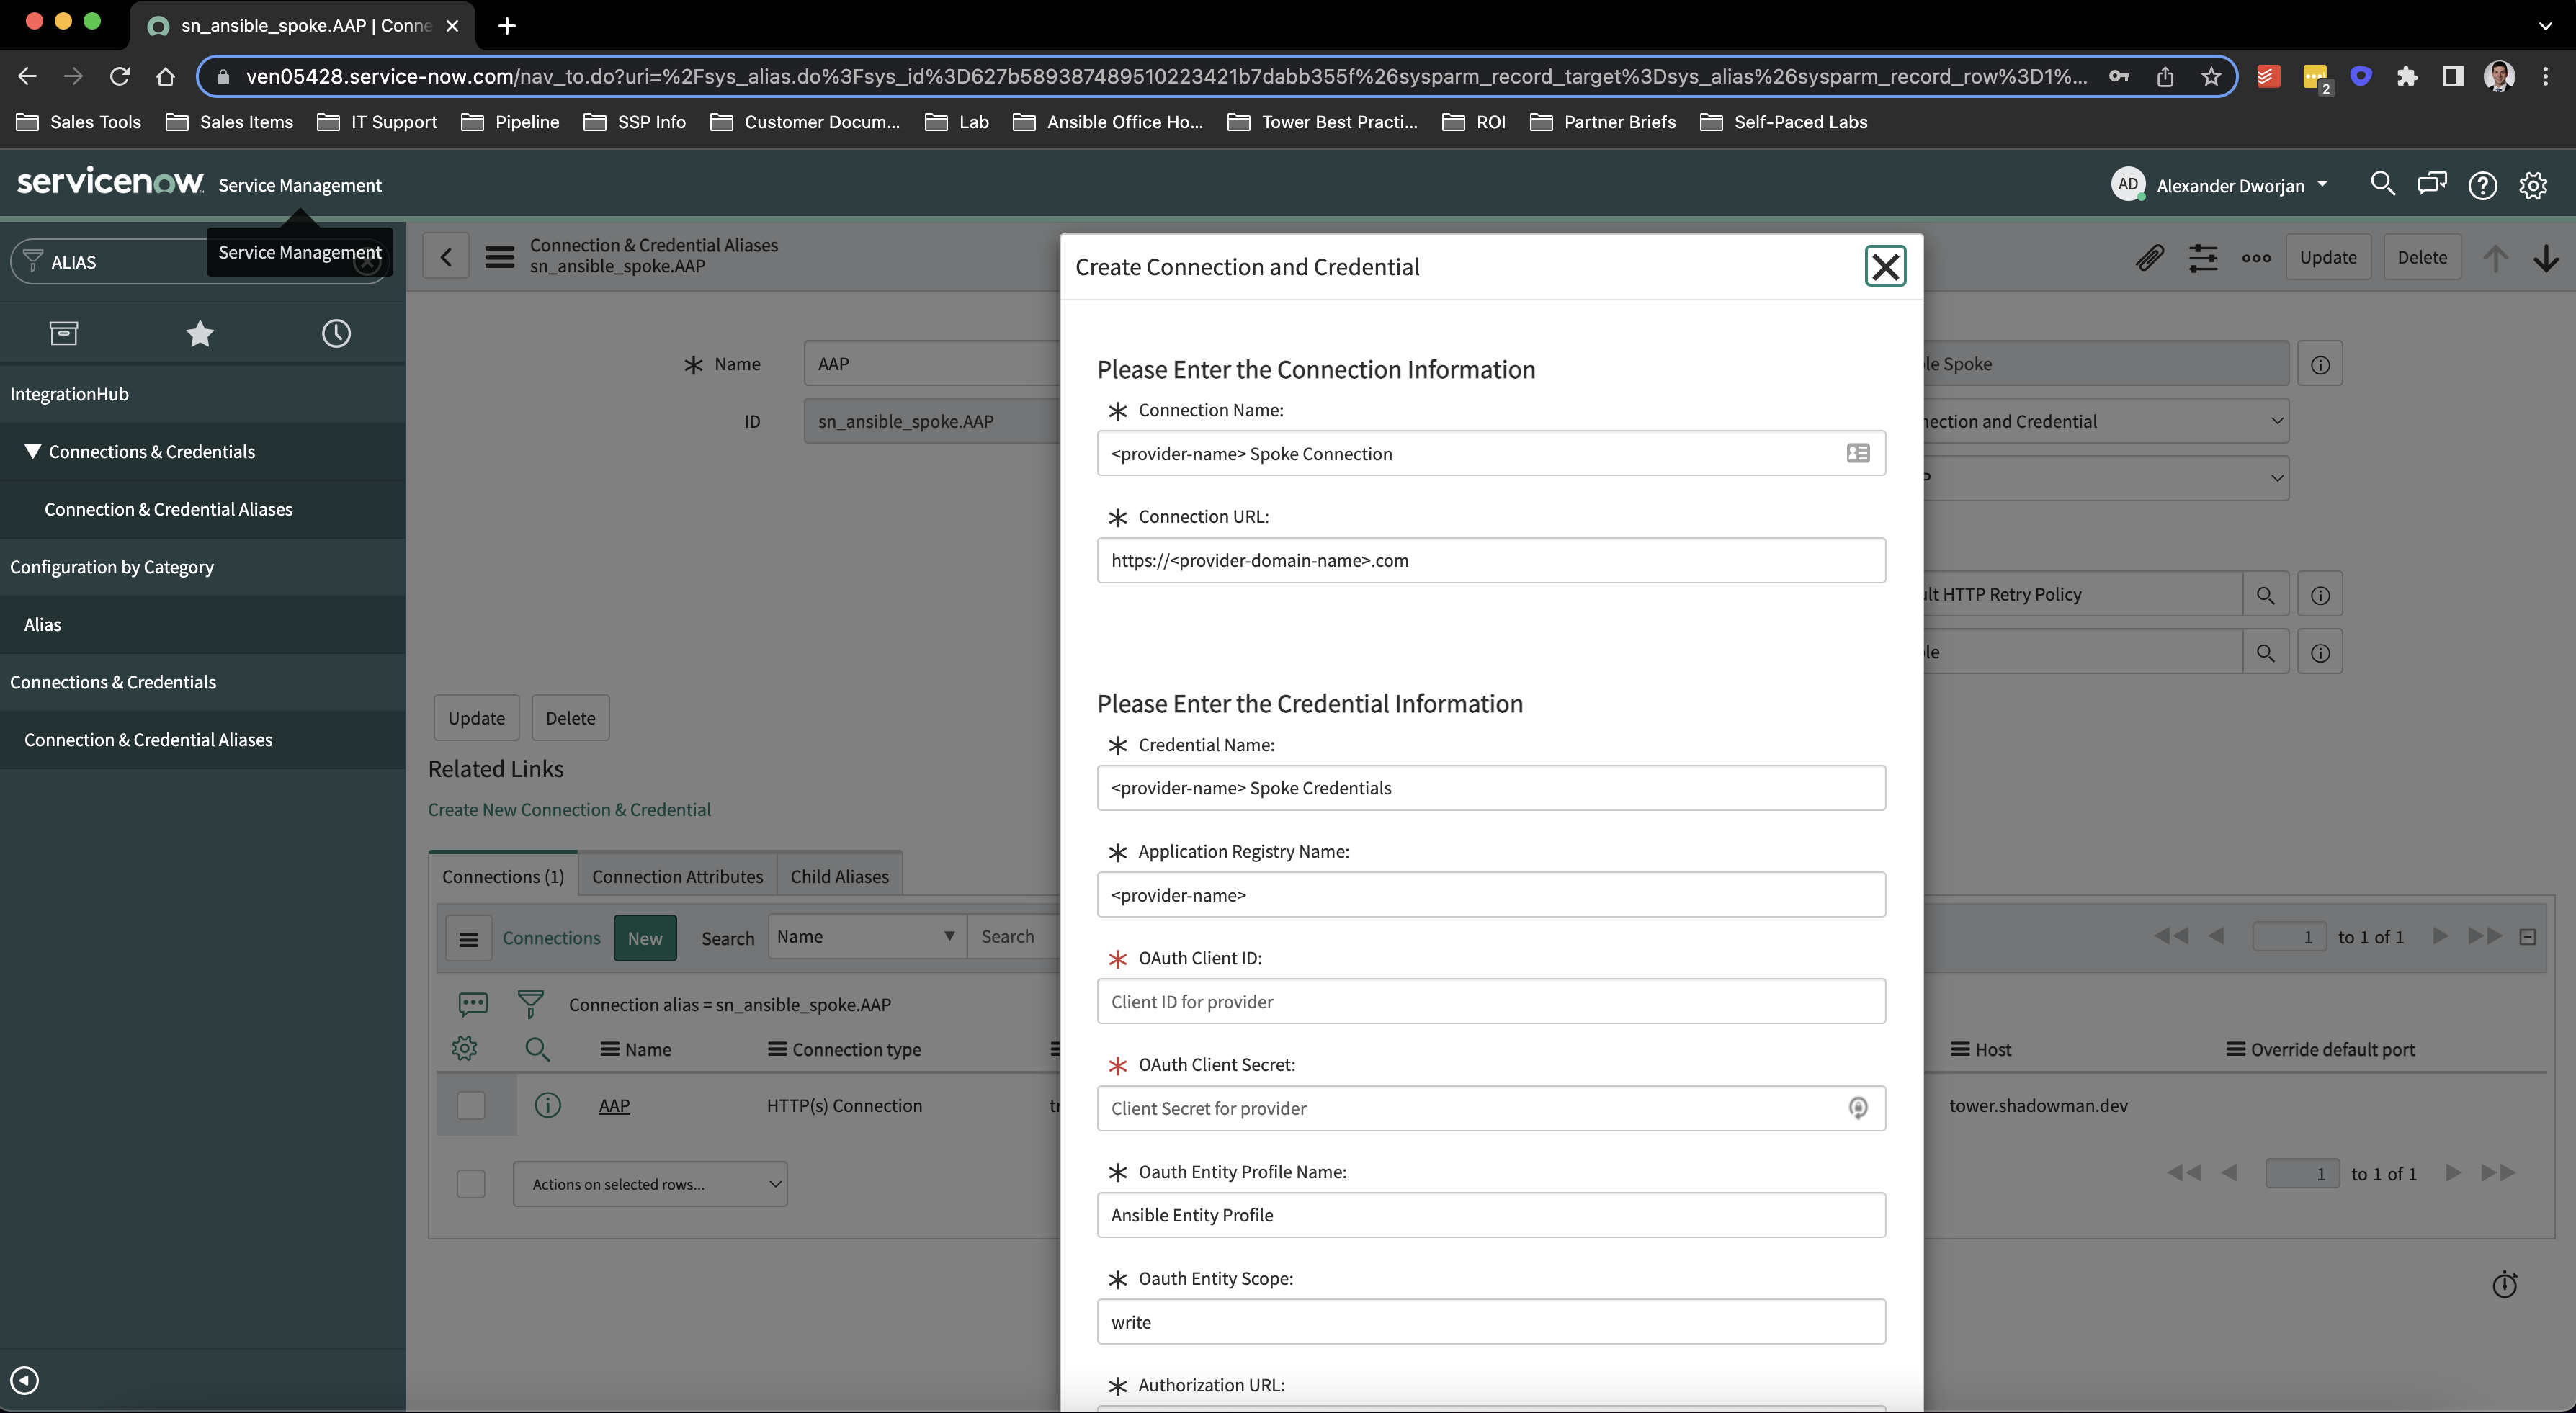 sn_ansible_spoke.AAP | Conne
ven05428.service-now.com/nav_to.do?uri=%2Fsys_alias.do%3Fsys_id%3D627b589387489510223421b7dabb355f%26sysparm_record_target%3Dsys_alias%26sysparm_record_row%3D1%...
2
Sales Tools
Sales Items
IT Support
Pipeline
SSP Info
Customer Docum...
Lab
Ansible Office Ho...
Tower Best Practi...
ROI
Partner Briefs
Self-Paced Labs
servicenow Service Management
AD Alexander Dworjan
ALIAS
Service Management
IntegrationHub
Connections & Credentials
Connection & Credential Aliases
Configuration by Category
Alias
Connections & Credentials
Connection & Credential Aliases
Connection & Credential Aliases
sn_ansible_spoke.AAP
Update
Delete
Name
AAP
ID
sn_ansible_spoke.AAP
le Spoke
nection and Credential
ult HTTP Retry Policy
le
Update
Delete
Related Links
Create New Connection & Credential
Connections (1)
Connection Attributes
Child Aliases
Connections
New
Search
Name
Search
1 to 1 of 1
Connection alias = sn_ansible_spoke.AAP
Name
Connection type
Host
Override default port
AAP
HTTP(s) Connection
tower.shadowman.dev
Actions on selected rows...
1 to 1 of 1
Create Connection and Credential
Please Enter the Connection Information
Connection Name:
<provider-name> Spoke Connection
Connection URL:
https://<provider-domain-name>.com
Please Enter the Credential Information
Credential Name:
<provider-name> Spoke Credentials
Application Registry Name:
<provider-name>
OAuth Client ID:
Client ID for provider
OAuth Client Secret:
Client Secret for provider
Oauth Entity Profile Name:
Ansible Entity Profile
Oauth Entity Scope:
write
Authorization URL: